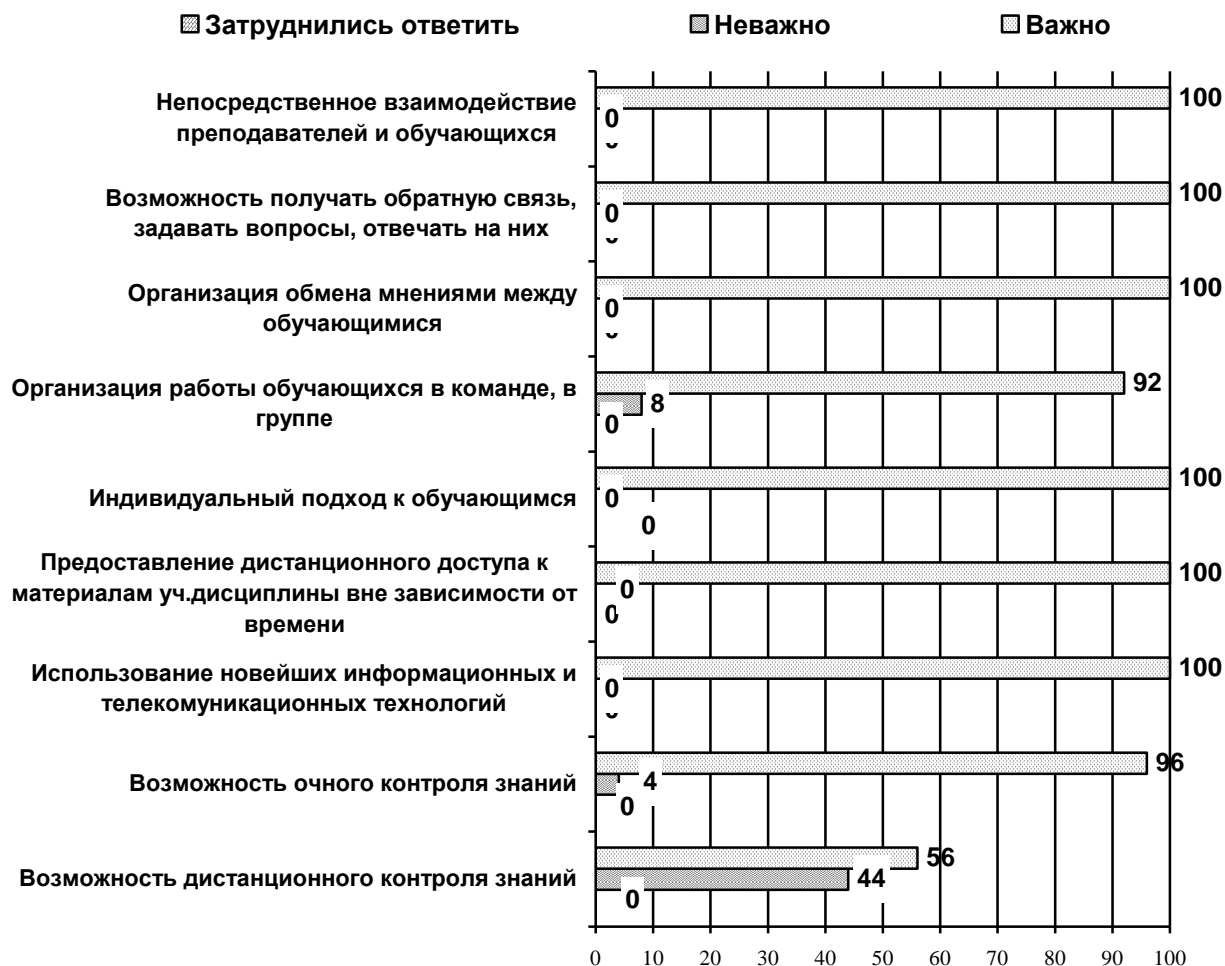 Затруднились ответить Неважно Важно
Непосредственное взаимодействие
преподавателей и обучающихся
100
0
Возможность получать обратную связь,
задавать вопросы, отвечать на них
100
0
Организация обмена мнениями между
обучающимися
100
0
Организация работы обучающихся в команде, в
группе
92
8
0
Индивидуальный подход к обучающимся
100
0
0
Предоставление дистанционного доступа к
материалам уч.дисциплины вне зависимости от
времени
100
0
0
Использование новейших информационных и
телекомуникационных технологий
100
0
Возможность очного контроля знаний
96
4
0
Возможность дистанционного контроля знаний
56
44
0
0 10 20 30 40 50 60 70 80 90 100